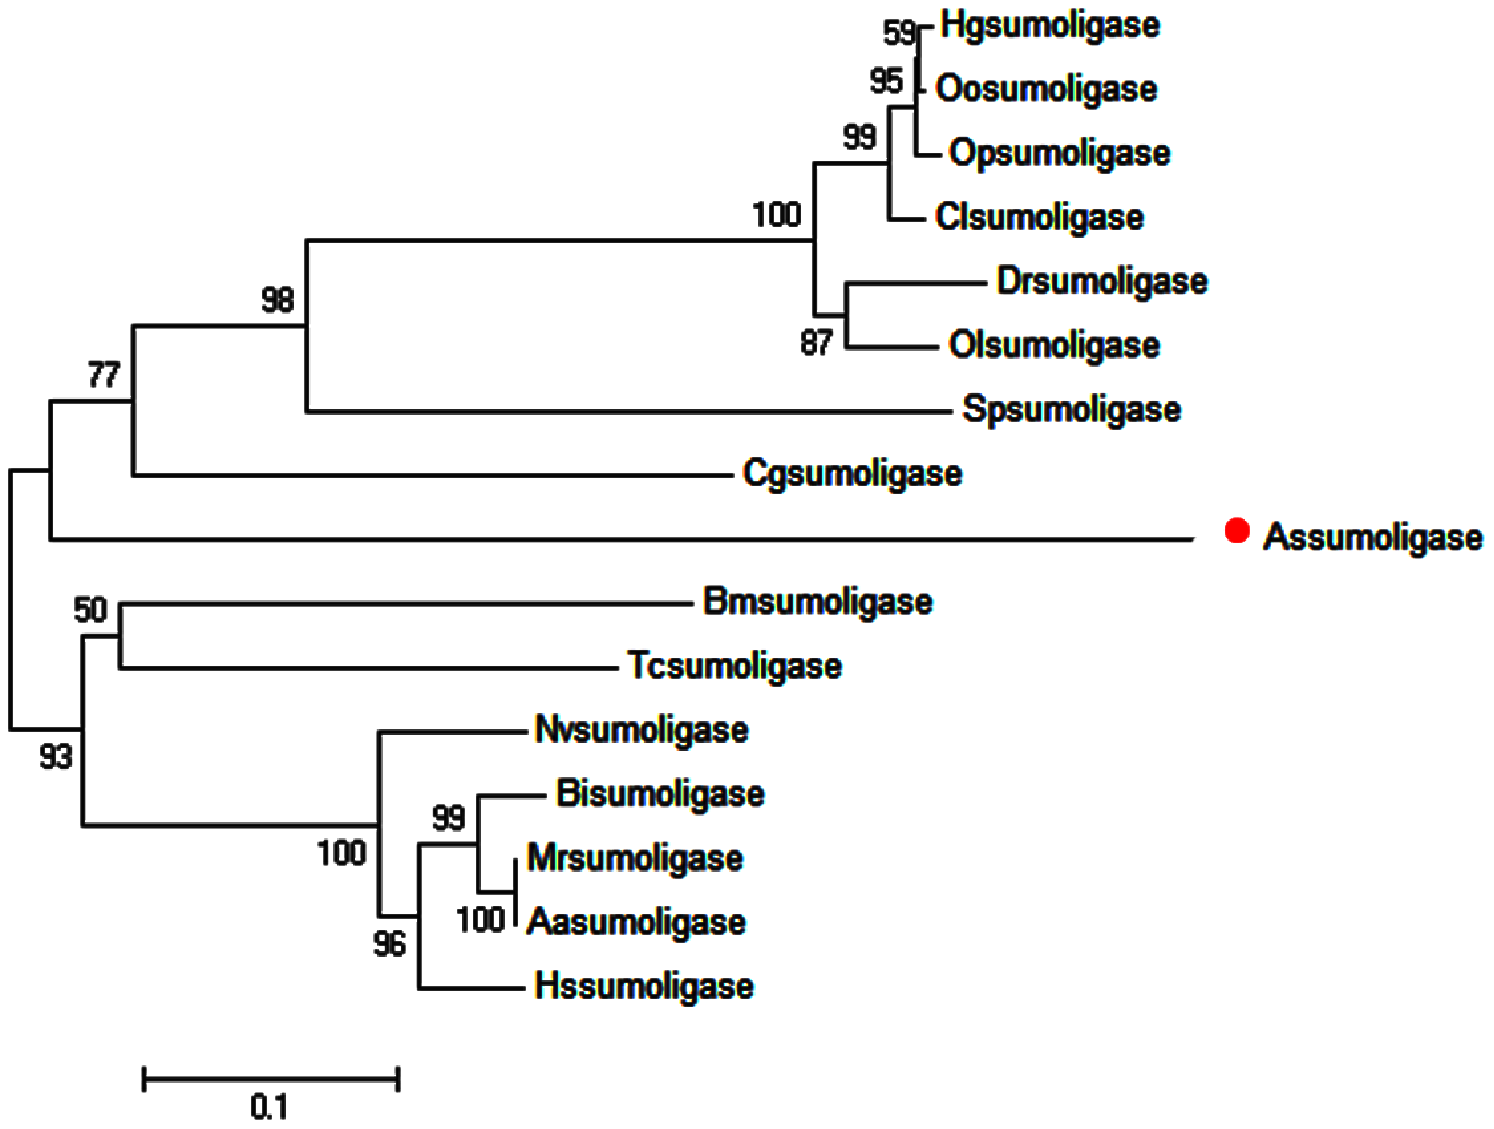 59
Hgsumoligase
95
Oosumoligase
99
Opsumoligase
100
Clsumoligase
98
Drsumoligase
87
Olsumoligase
77
Spsumoligase
Cgsumoligase
Assumoligase
50
Bmsumoligase
Tcsumoligase
93
Nvsumoligase
99
Bisumoligase
100
Mrsumoligase
100
Aasumoligase
96
Hssumoligase
0.1